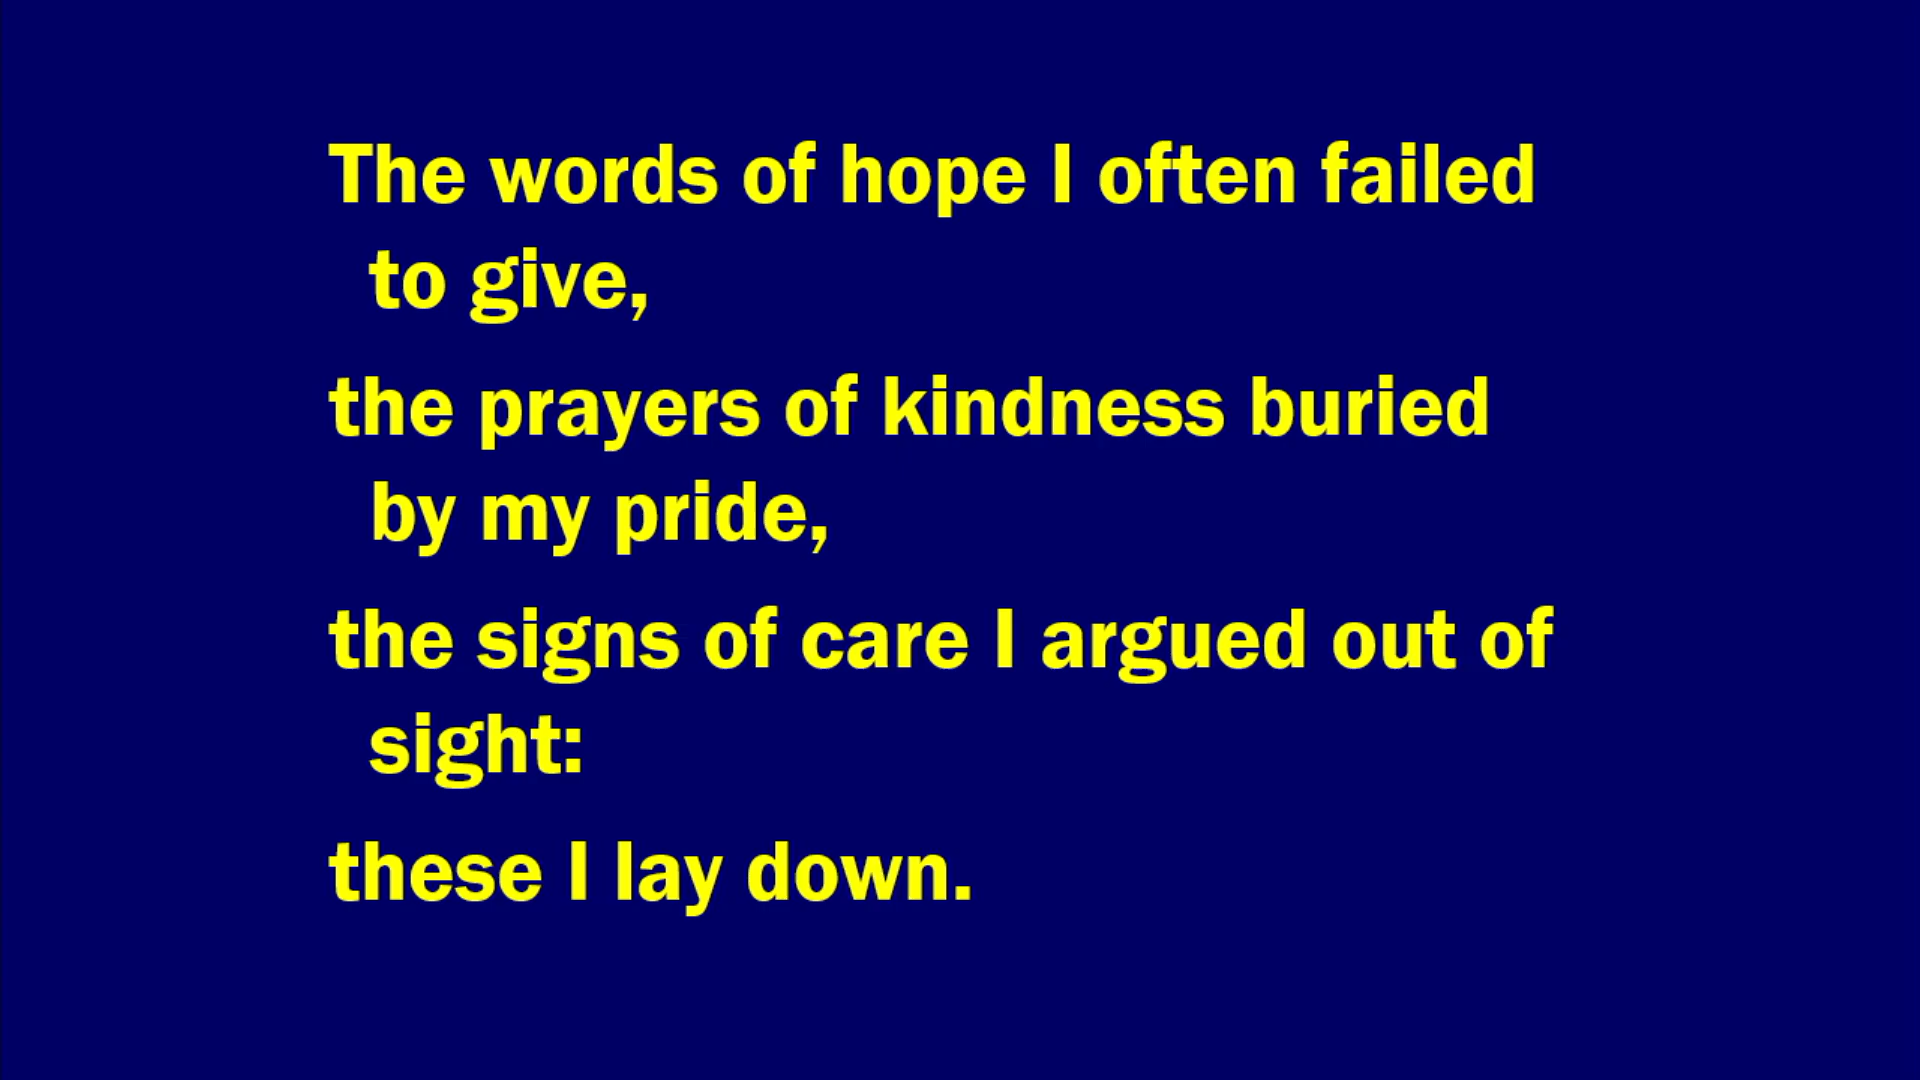 The words of hope I often failed
to give,
the prayers of kindness buried
by my pride,
the signs of care I argued out of
sight:
these I lay down.